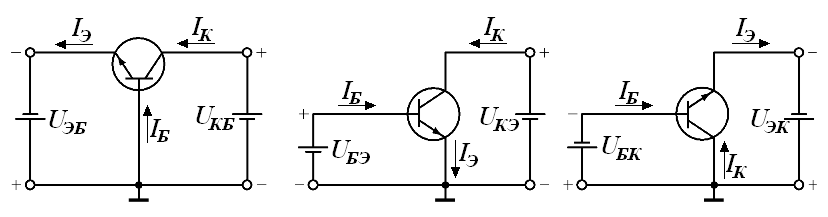 − I_Э I_К +
U_ЭБ I_Б U_КБ
+ −
I_К +
+ I_Б U_КЭ
U_БЭ I_Э
− −
I_Э −
− I_Б U_ЭК
U_БК I_К
+ +